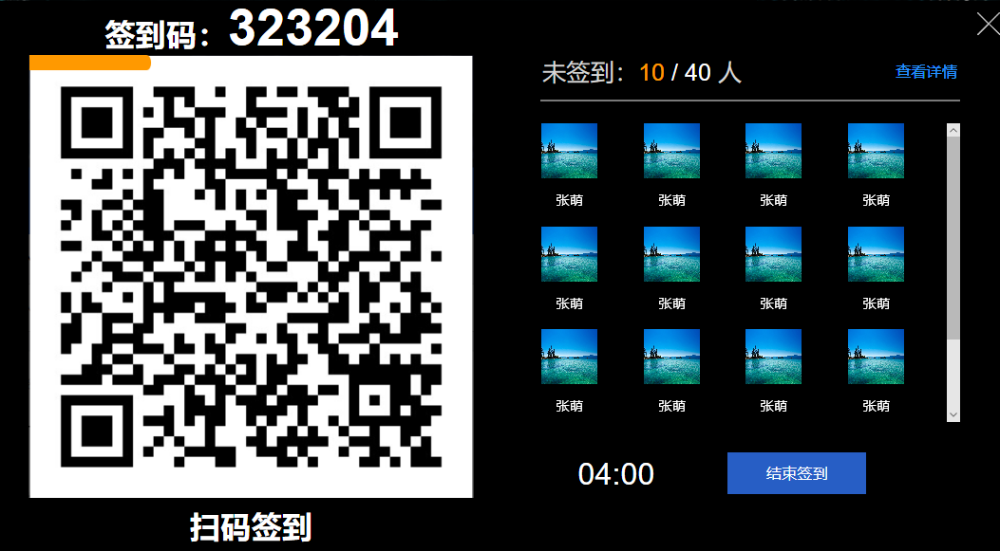 签到码：323204
扫码签到
未签到：10 / 40 人
查看详情
张萌 张萌 张萌 张萌
张萌 张萌 张萌 张萌
张萌 张萌 张萌 张萌
04:00
结束签到